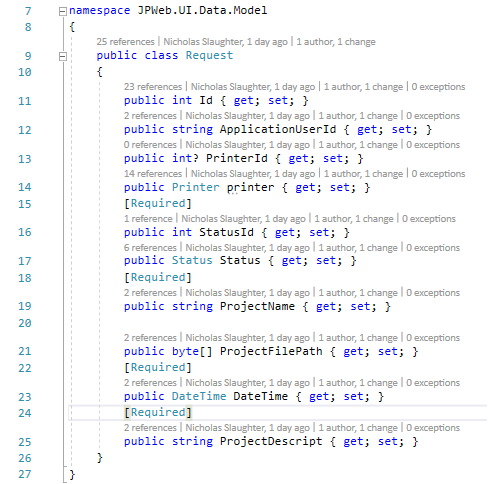 7 namespace JPWeb.UI.Data.Model
8 {
25 references | Nicholas Slaughter, 1 day ago | 1 author, 1 change
9 public class Request
10 {
23 references | Nicholas Slaughter, 1 day ago | 1 author, 1 change | 0 exceptions
11 public int Id { get; set; }
2 references | Nicholas Slaughter, 1 day ago | 1 author, 1 change | 0 exceptions
12 public string ApplicationUserId { get; set; }
0 references | Nicholas Slaughter, 1 day ago | 1 author, 1 change | 0 exceptions
13 public int? PrinterId { get; set; }
14 references | Nicholas Slaughter, 1 day ago | 1 author, 1 change | 0 exceptions
14 public Printer printer { get; set; }
15 [Required]
1 reference | Nicholas Slaughter, 1 day ago | 1 author, 1 change | 0 exceptions
16 public int StatusId { get; set; }
6 references | Nicholas Slaughter, 1 day ago | 1 author, 1 change | 0 exceptions
17 public Status Status { get; set; }
18 [Required]
2 references | Nicholas Slaughter, 1 day ago | 1 author, 1 change | 0 exceptions
19 public string ProjectName { get; set; }
20
2 references | Nicholas Slaughter, 1 day ago | 1 author, 1 change | 0 exceptions
21 public byte[] ProjectFilePath { get; set; }
22 [Required]
2 references | Nicholas Slaughter, 1 day ago | 1 author, 1 change | 0 exceptions
23 public DateTime DateTime { get; set; }
24 [Required]
2 references | Nicholas Slaughter, 1 day ago | 1 author, 1 change | 0 exceptions
25 public string ProjectDescript { get; set; }
26 }
27 }